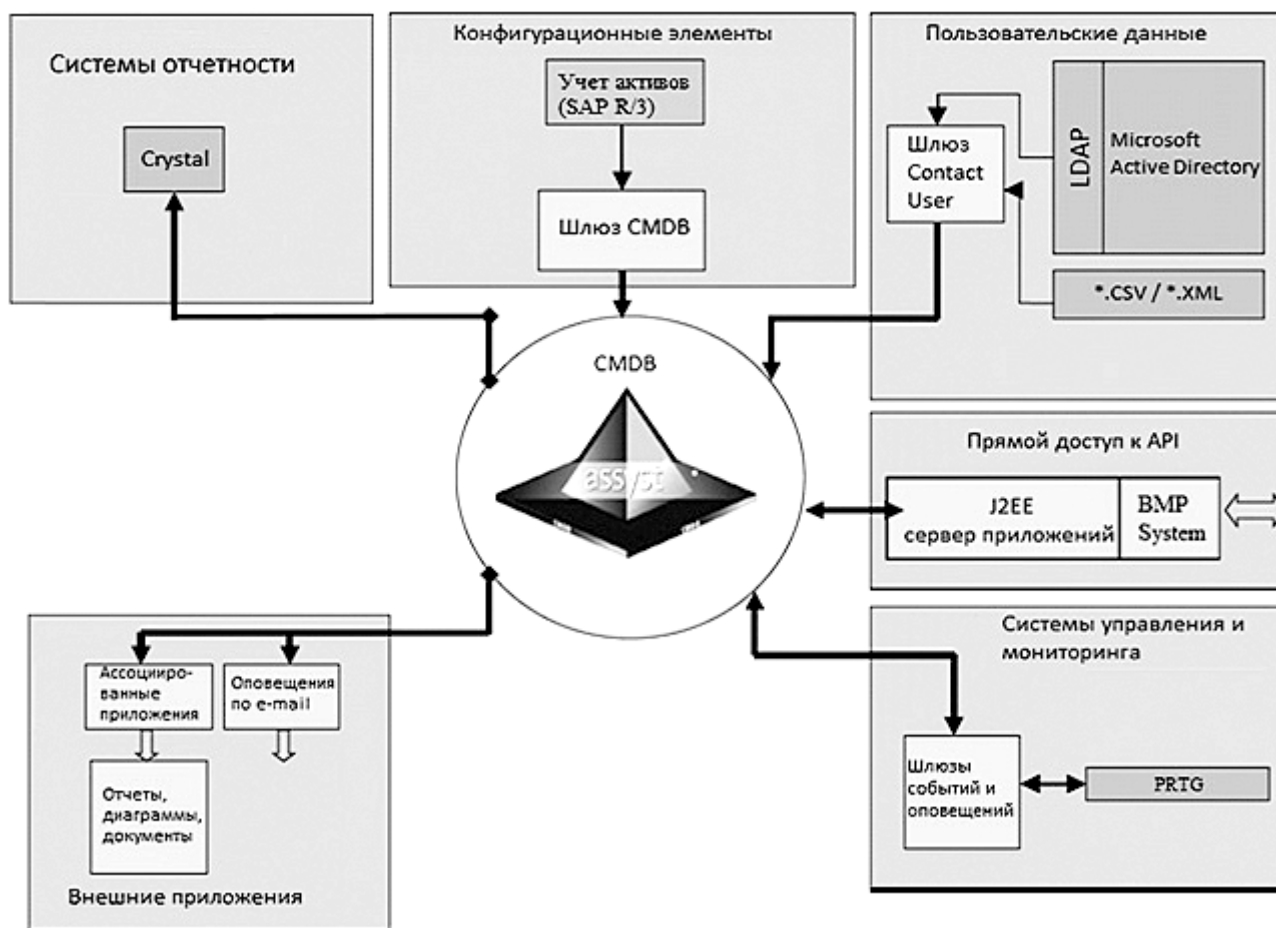 Системы отчетности
Crystal
Конфигурационные элементы
Учет активов
(SAP R/3)
Шлюз CMDB
Пользовательские данные
Шлюз
Contact
User
LDAP
Microsoft
Active Directory
*.CSV / *.XML
CMDB
assyst
Прямой доступ к API
J2EE
сервер приложений
BMP
System
Системы управления и
мониторинга
Шлюзы
событий и
оповещений
PRTG
Ассоцииро-
ванные
приложения
Оповещения
по e-mail
Отчеты,
диаграммы,
документы
Внешние приложения